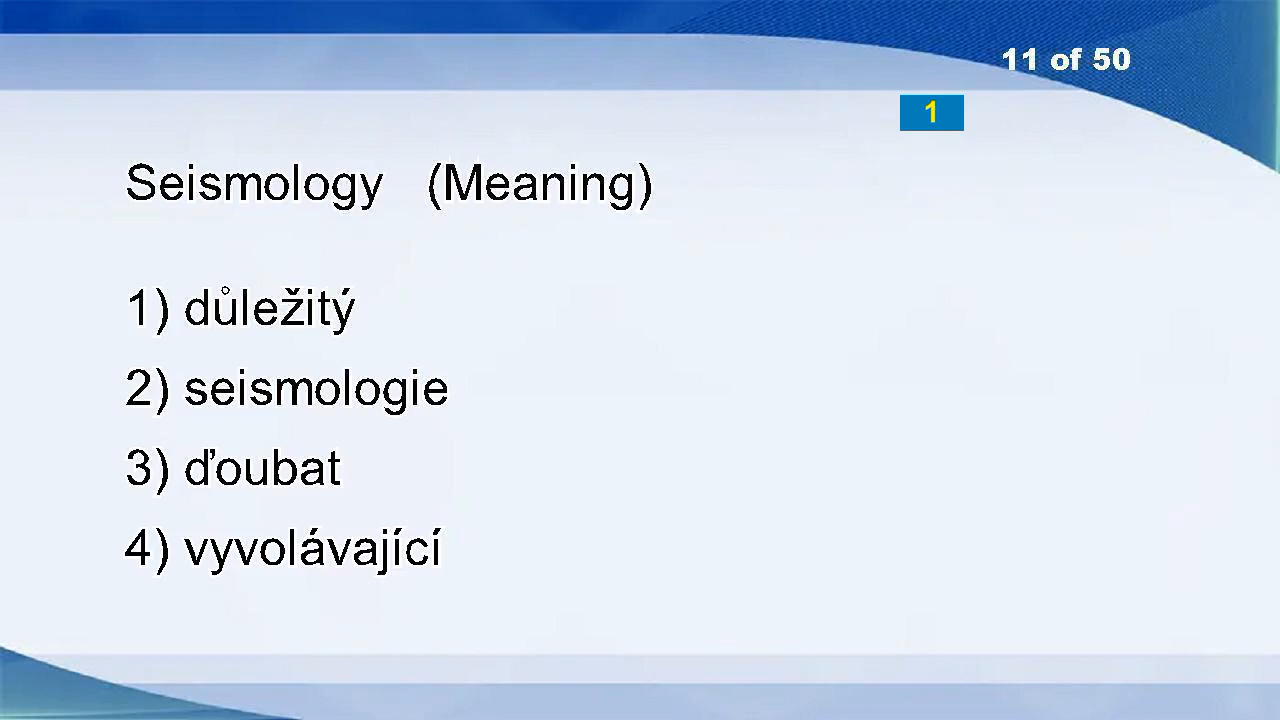 11 of 50
1
Seismology (Meaning)
1) důležitý
2) seismologie
3) ďoubat
4) vyvolávající